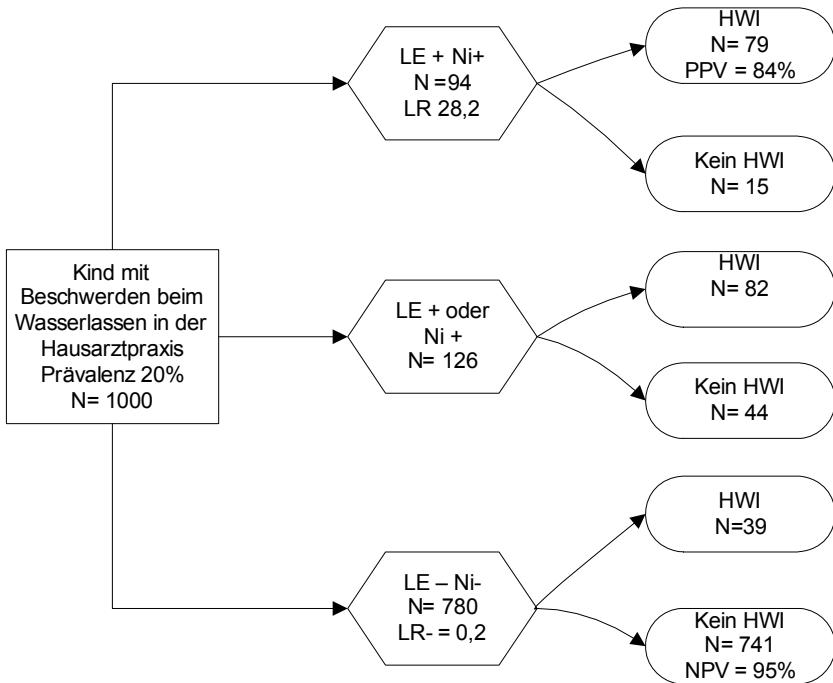 Kind mit
Beschwerden beim
Wasserlassen in der
Hausarztpraxis
Prävalenz 20%
N= 1000
LE + Ni+
N =94
LR 28,2
HWI
N= 79
PPV = 84%
Kein HWI
N= 15
LE + oder
Ni +
N= 126
HWI
N= 82
Kein HWI
N= 44
LE – Ni-
N= 780
LR- = 0,2
HWI
N=39
Kein HWI
N= 741
NPV = 95%